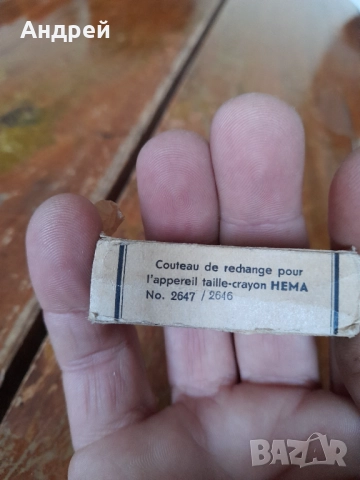 Андрей
Couteau de rechange pour
l'appereil taille-crayon HEMA
No. 2647 / 2646
BAZAR